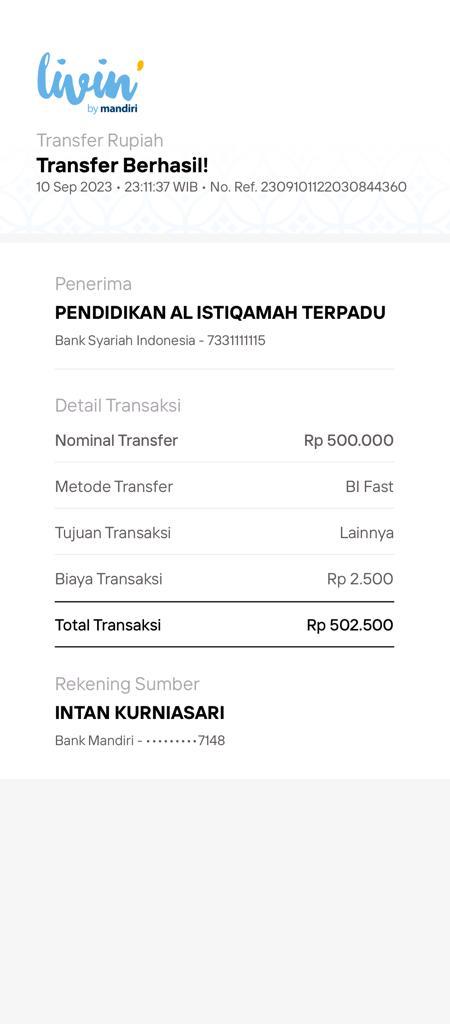 livin'
by mandiri
Transfer Rupiah
Transfer Berhasil!
10 Sep 2023 • 23:11:37 WIB • No. Ref. 2309101122030844360
Penerima
PENDIDIKAN AL ISTIQAMAH TERPADU
Bank Syariah Indonesia - 7331111115
Detail Transaksi
Nominal Transfer Rp 500.000
Metode Transfer BI Fast
Tujuan Transaksi Lainnya
Biaya Transaksi Rp 2.500
Total Transaksi Rp 502.500
Rekening Sumber
INTAN KURNIASARI
Bank Mandiri - •••••••••7148